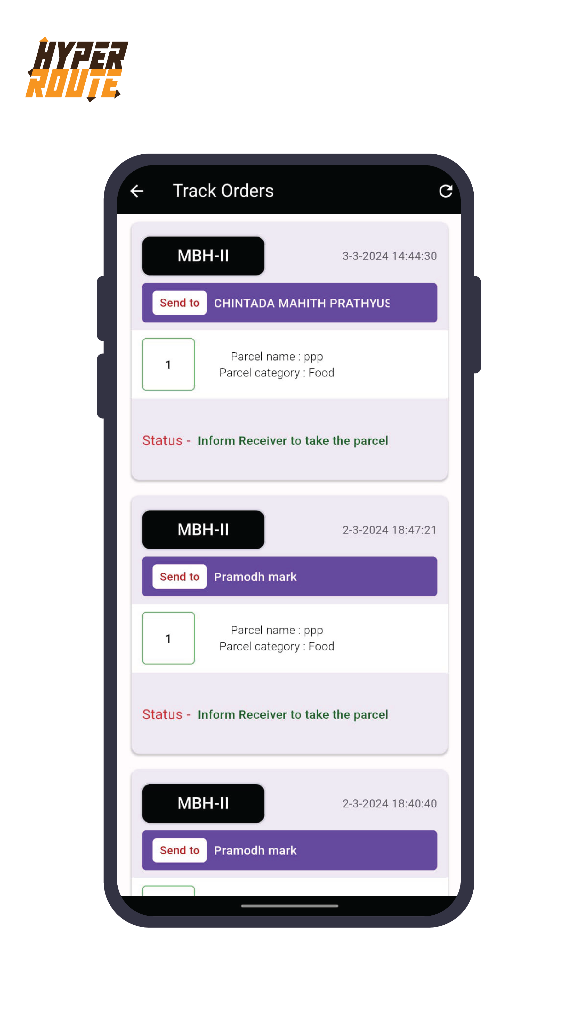 HYPER
ROUTE
Track Orders
MBH-II
3-3-2024 14:44:30
Send to
CHINTADA MAHITH PRATHYUS
1
Parcel name : ppp
Parcel category : Food
Status - Inform Receiver to take the parcel
MBH-II
2-3-2024 18:47:21
Send to
Pramodh mark
1
Parcel name : ppp
Parcel category : Food
Status - Inform Receiver to take the parcel
MBH-II
2-3-2024 18:40:40
Send to
Pramodh mark